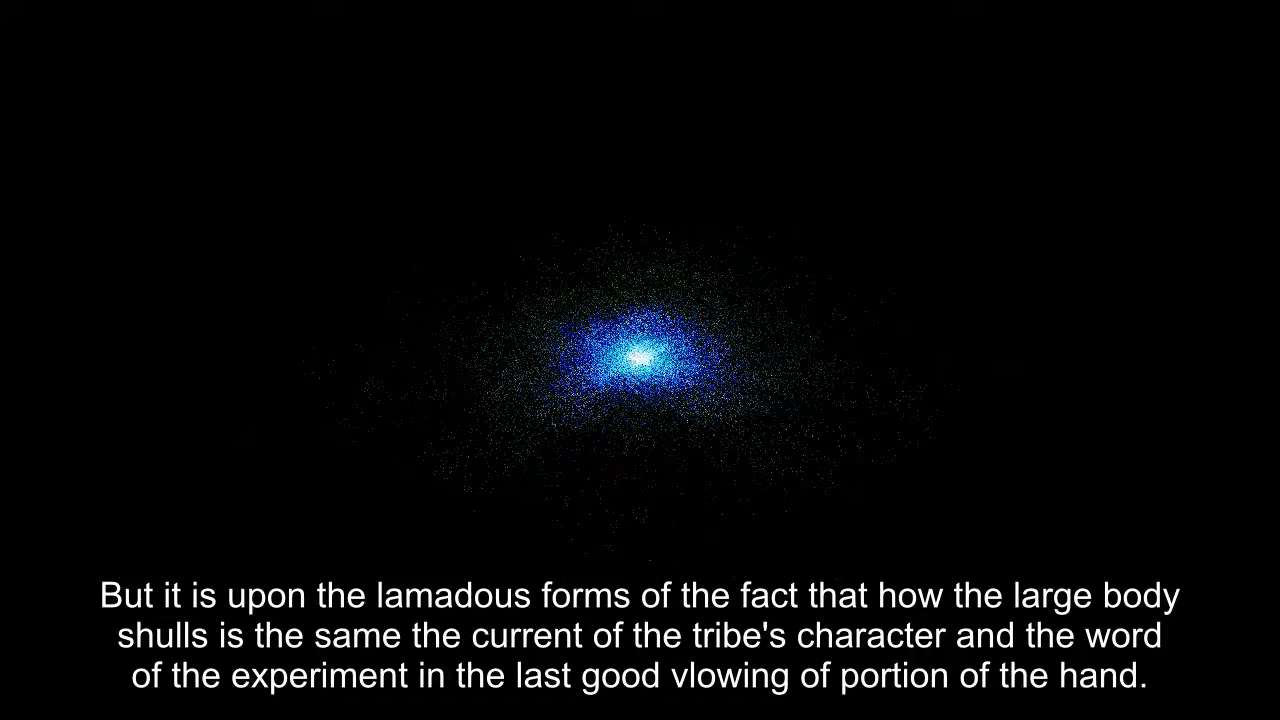 But it is upon the lamadous forms of the fact that how the large body
shulls is the same the current of the tribe's character and the word
of the experiment in the last good vlowing of portion of the hand.